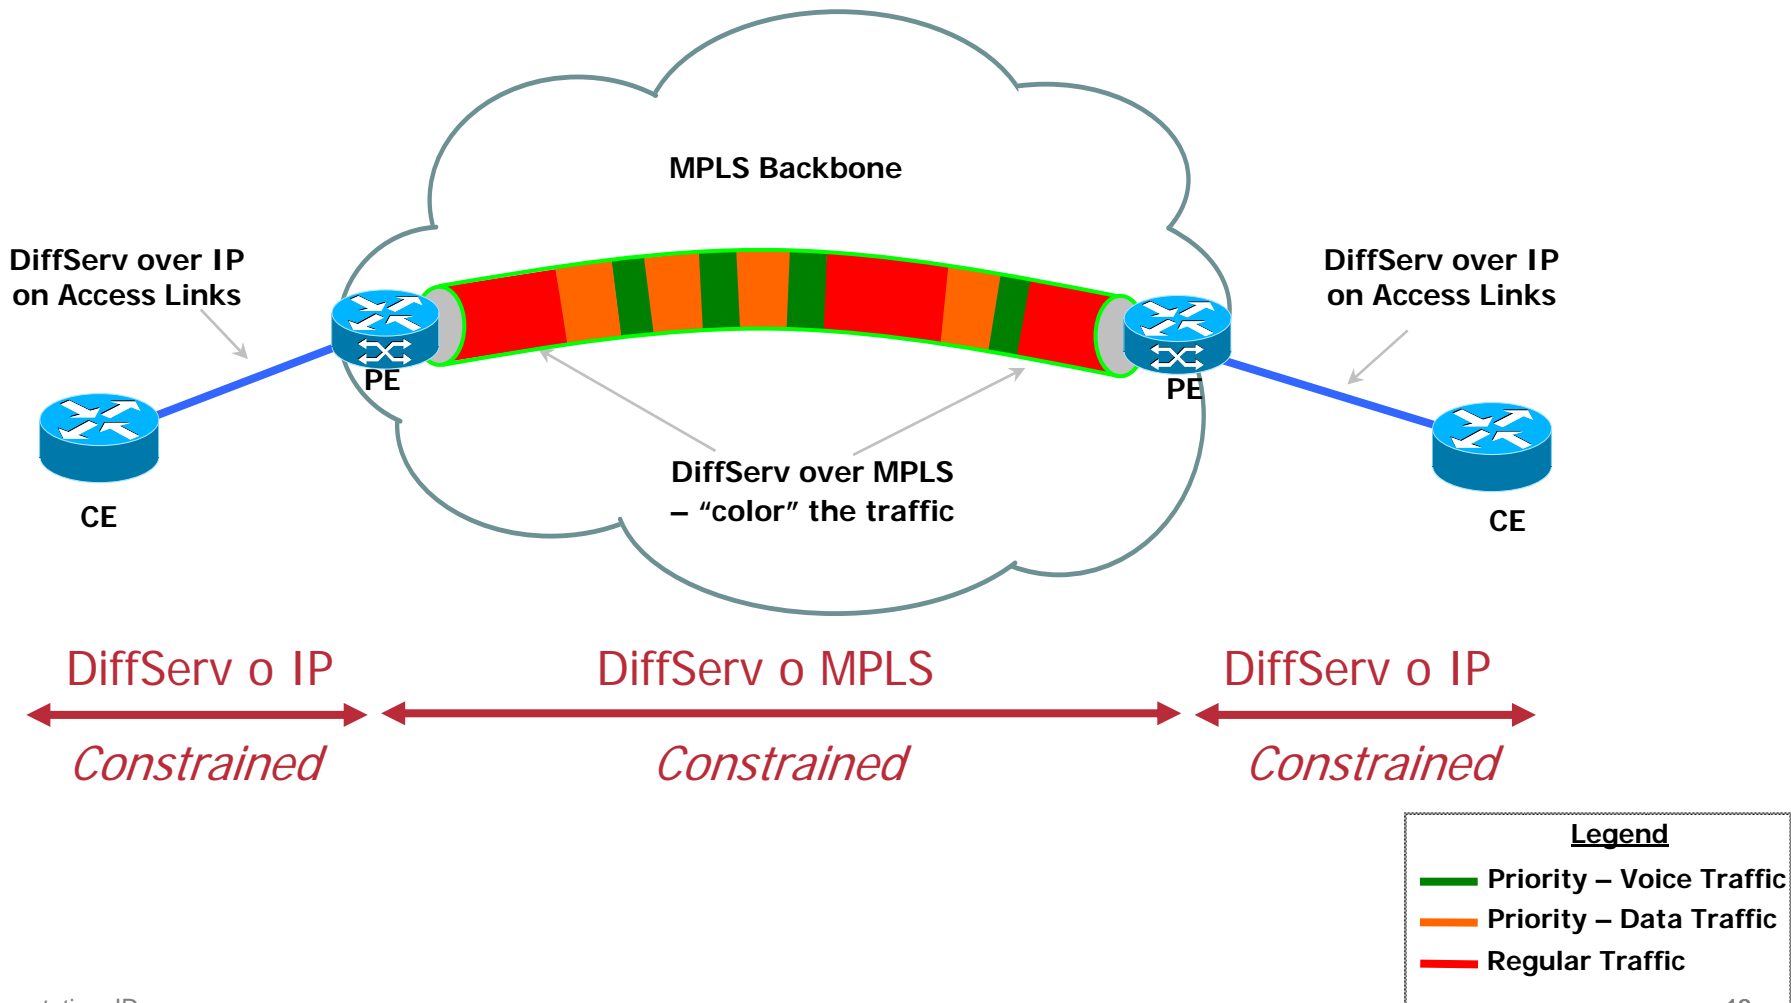 MPLS Backbone
DiffServ over IP
on Access Links
DiffServ over IP
on Access Links
PE
PE
CE
CE
DiffServ over MPLS
– “color” the traffic
DiffServ o IP
DiffServ o MPLS
DiffServ o IP
Constrained
Constrained
Constrained
Legend
Priority – Voice Traffic
Priority – Data Traffic
Regular Traffic